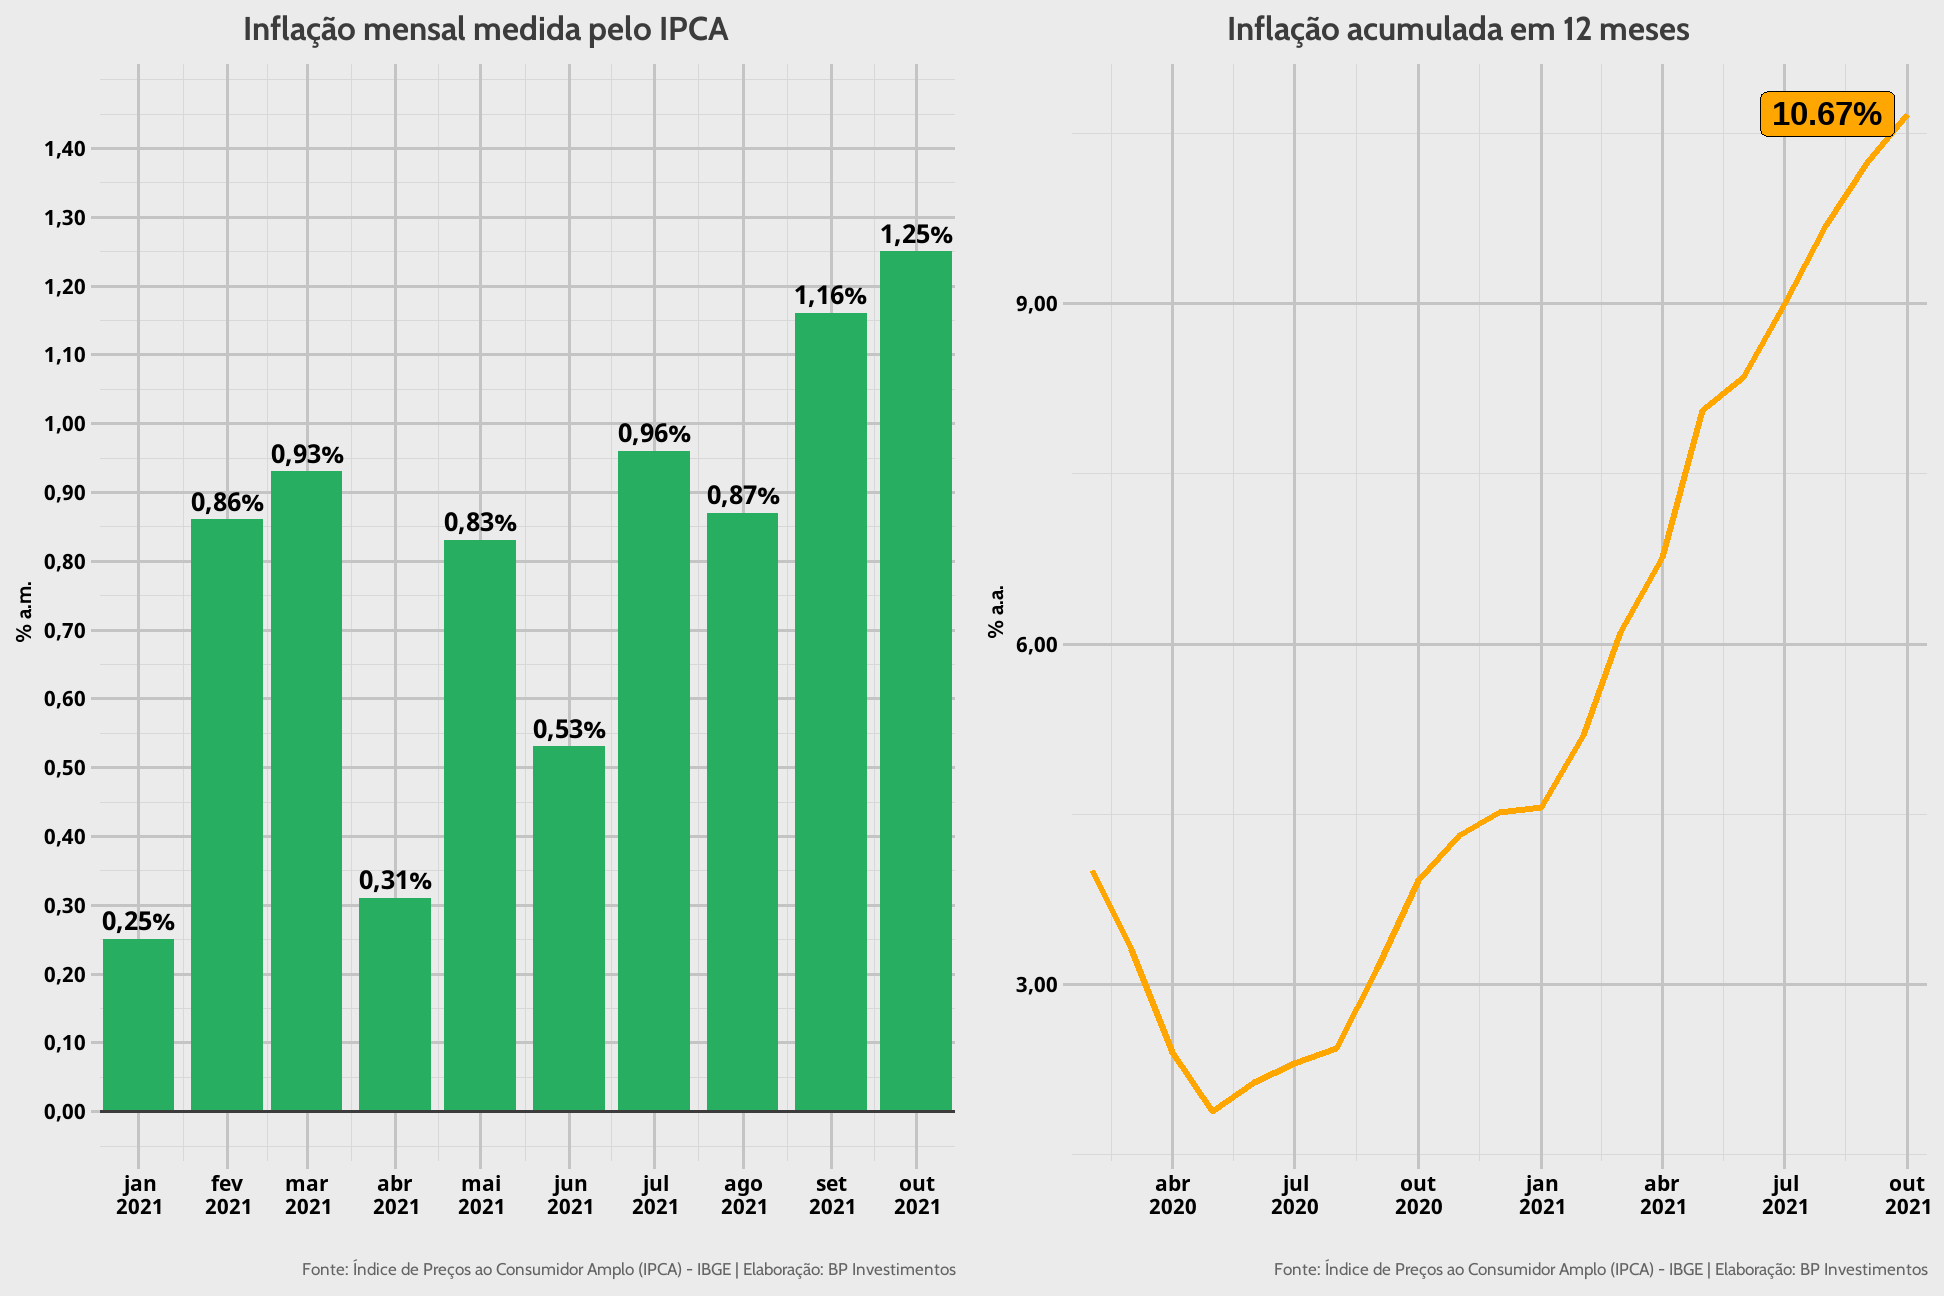 Inflação mensal medida pelo IPCA
% a.m.
1,40
1,30
1,20
1,10
1,00
0,90
0,80
0,70
0,60
0,50
0,40
0,30
0,20
0,10
0,00
0,25%
0,86%
0,93%
0,31%
0,83%
0,53%
0,96%
0,87%
1,16%
1,25%
jan fev mar abr mai jun jul ago set out
2021 2021 2021 2021 2021 2021 2021 2021 2021 2021
Fonte: Índice de Preços ao Consumidor Amplo (IPCA) - IBGE | Elaboração: BP Investimentos
Inflação acumulada em 12 meses
% a.a.
10.67%
9,00
6,00
3,00
abr jul out jan abr jul out
2020 2020 2020 2021 2021 2021 2021
Fonte: Índice de Preços ao Consumidor Amplo (IPCA) - IBGE | Elaboração: BP Investimentos